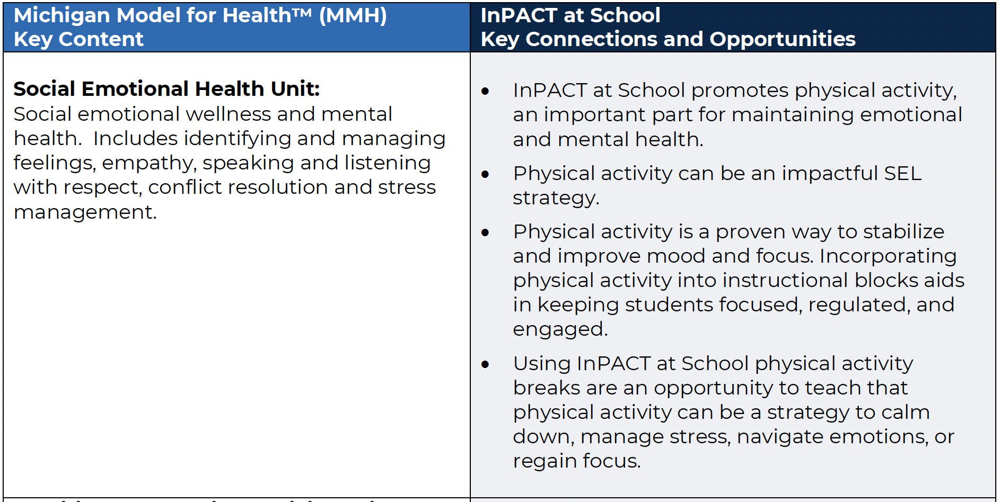 Michigan Model for Health™ (MMH)
Key Content
InPACT at School
Key Connections and Opportunities
Social Emotional Health Unit:
Social emotional wellness and mental
health.  Includes identifying and managing
feelings, empathy, speaking and listening
with respect, conflict resolution and stress
management.
• InPACT at School promotes physical activity,
an important part for maintaining emotional
and mental health.
• Physical activity can be an impactful SEL
strategy.
• Physical activity is a proven way to stabilize
and improve mood and focus. Incorporating
physical activity into instructional blocks aids
in keeping students focused, regulated, and
engaged.
• Using InPACT at School physical activity
breaks are an opportunity to teach that
physical activity can be a strategy to calm
down, manage stress, navigate emotions, or
regain focus.